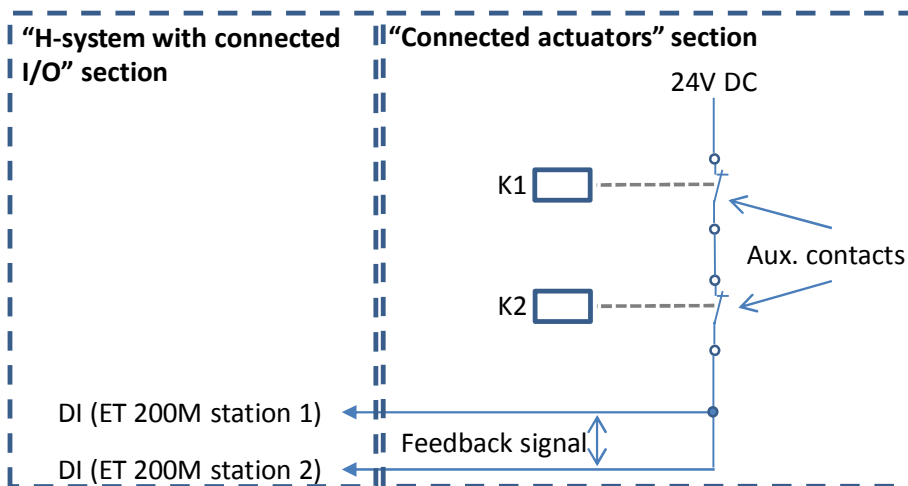 “H-system with connected
I/O” section
“Connected actuators” section
24V DC
K1
Aux. contacts
K2
DI (ET 200M station 1)
Feedback signal
DI (ET 200M station 2)